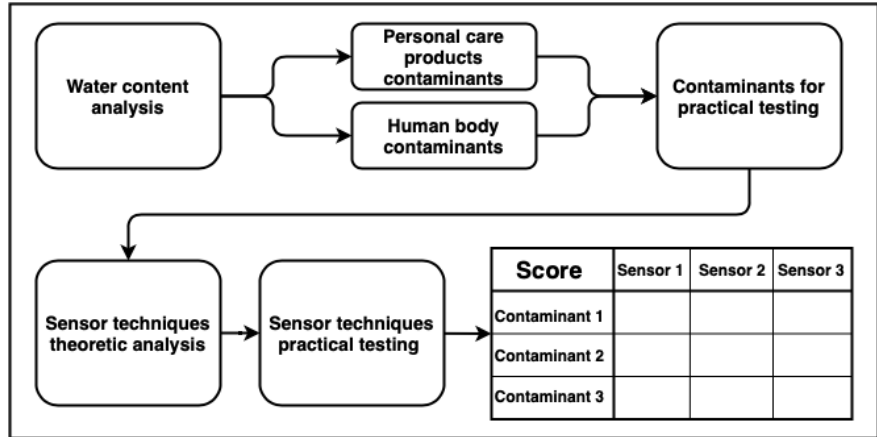 Water content
analysis
Personal care
products
contaminants
Human body
contaminants
Contaminants for
practical testing
Sensor techniques
theoretic analysis
Sensor techniques
practical testing
Score Sensor 1 Sensor 2 Sensor 3
Contaminant 1
Contaminant 2
Contaminant 3